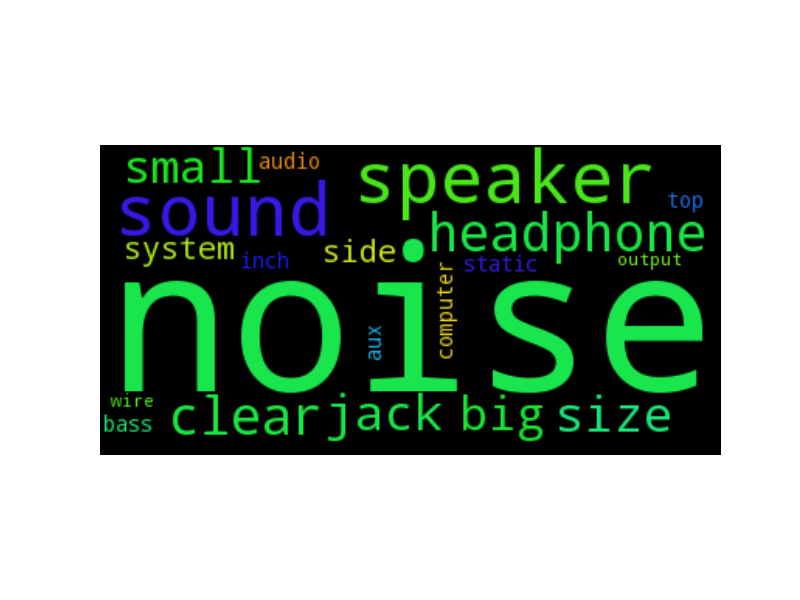 small audio speaker
sound top
headphone
system inch side static output
noise
aux
computer
wire
bass clear jack big size